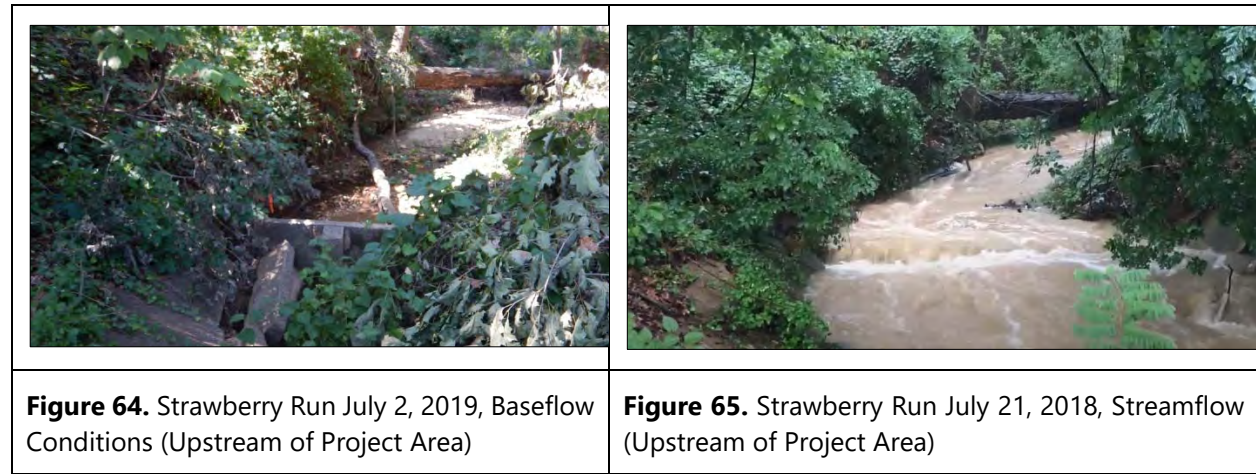 Figure 64. Strawberry Run July 2, 2019, Baseflow
Conditions (Upstream of Project Area)
Figure 65. Strawberry Run July 21, 2018, Streamflow
(Upstream of Project Area)